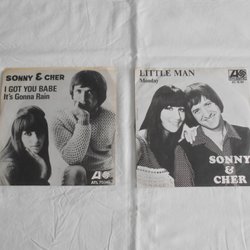 SONNY & CHER
I GOT YOU BABE
It's Gonna Rain
LITTLE MAN
Monday
SONNY
&
CHER